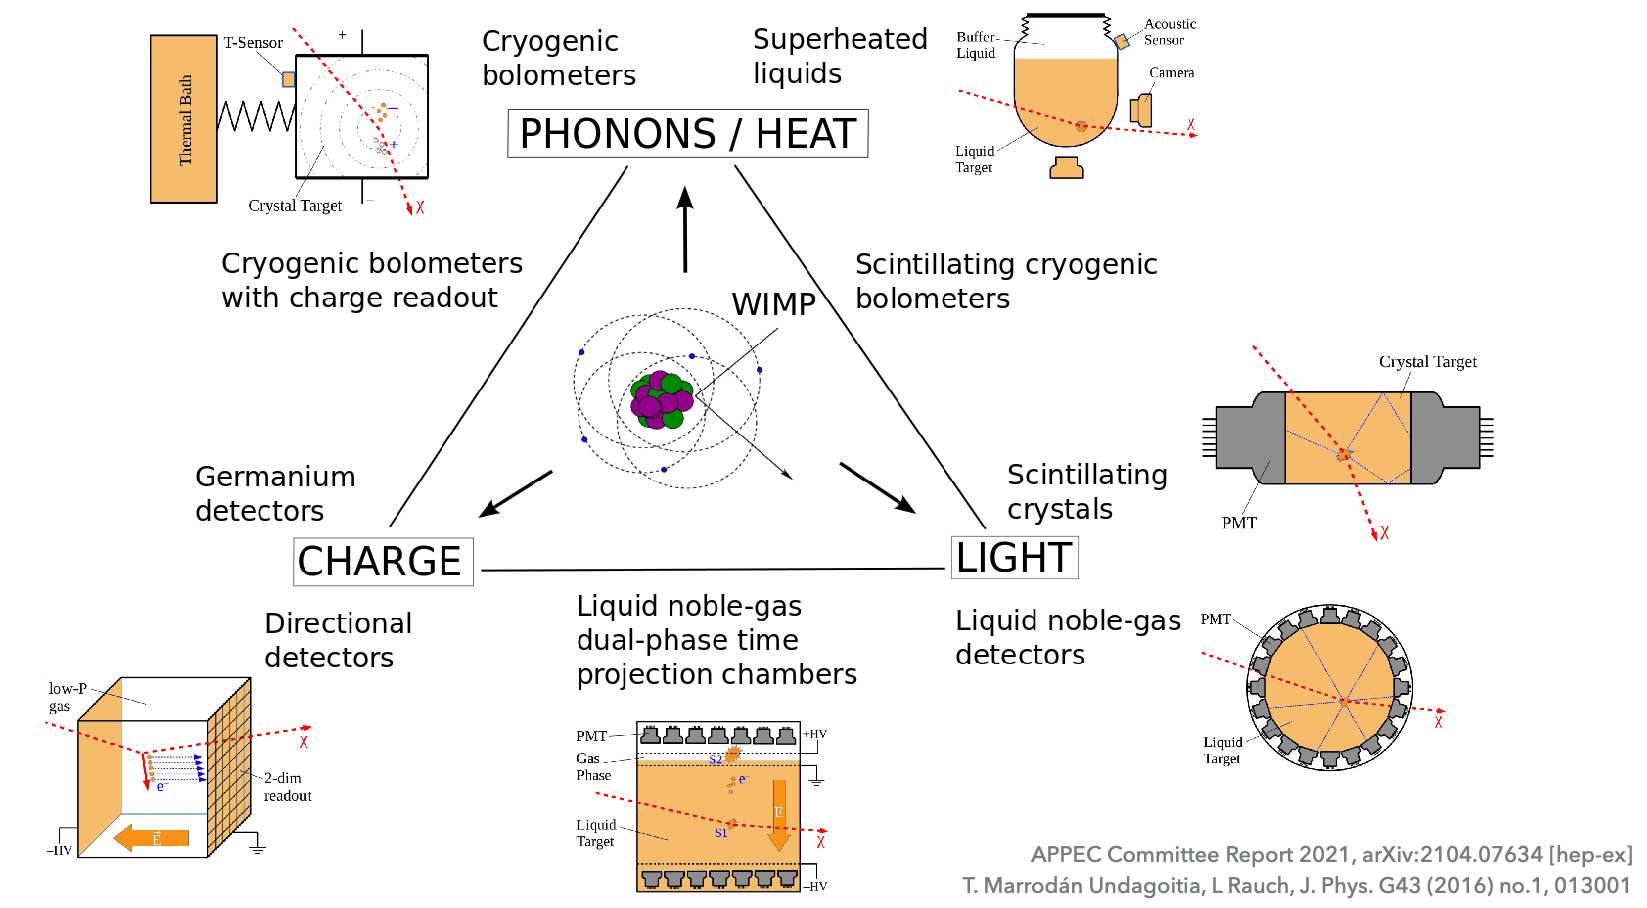 T-Sensor
+
Thermal Bath
−
+
Crystal Target
−
χ
Cryogenic
bolometers
Superheated
liquids
Buffer
Liquid
Acoustic
Sensor
Camera
χ
Liquid
Target
PHONONS / HEAT
Cryogenic bolometers
with charge readout
Scintillating cryogenic
bolometers
WIMP
Crystal Target
PMT
χ
Germanium
detectors
Scintillating
crystals
CHARGE
LIGHT
Directional
detectors
Liquid noble-gas
dual-phase time
projection chambers
Liquid noble-gas
detectors
PMT
χ
Liquid
Target
low-P
gas
χ
e−
2-dim
readout
E⃗
−HV
PMT
+HV
Gas
Phase
S2
e−
E⃗
Liquid
Target
S1
χ
−HV
APPEC Committee Report 2021, arXiv:2104.07634 [hep-ex]
T. Marrodán Undagoitia, L Rauch, J. Phys. G43 (2016) no.1, 013001